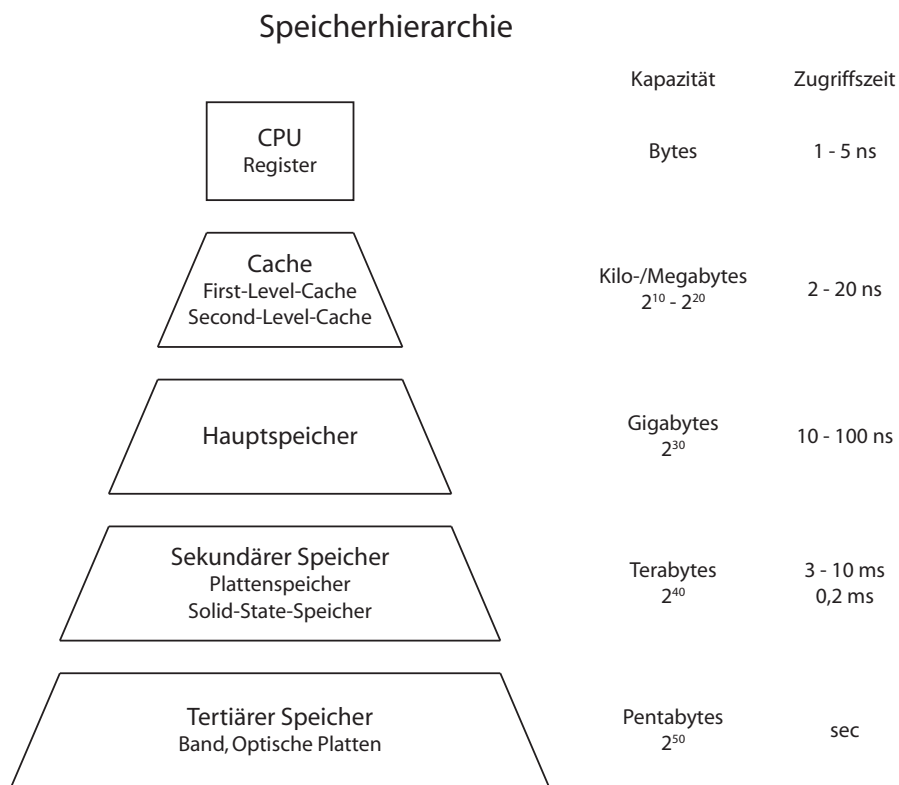 Speicherhierarchie
Kapazität Zugriffszeit
CPU
Register
Bytes 1 - 5 ns
Cache
First-Level-Cache
Second-Level-Cache
Kilo-/Megabytes
2¹⁰ - 2²⁰
2 - 20 ns
Hauptspeicher
Gigabytes
2³⁰
10 - 100 ns
Sekundärer Speicher
Plattenspeicher
Solid-State-Speicher
Terabytes
2⁴⁰
3 - 10 ms
0,2 ms
Tertiärer Speicher
Band, Optische Platten
Pentabytes
2⁵⁰
sec